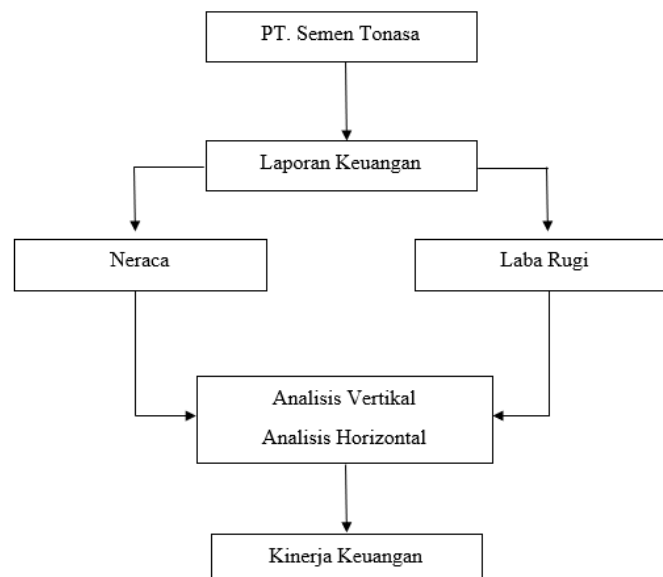 PT. Semen Tonasa
Laporan Keuangan
Neraca
Laba Rugi
Analisis Vertikal
Analisis Horizontal
Kinerja Keuangan